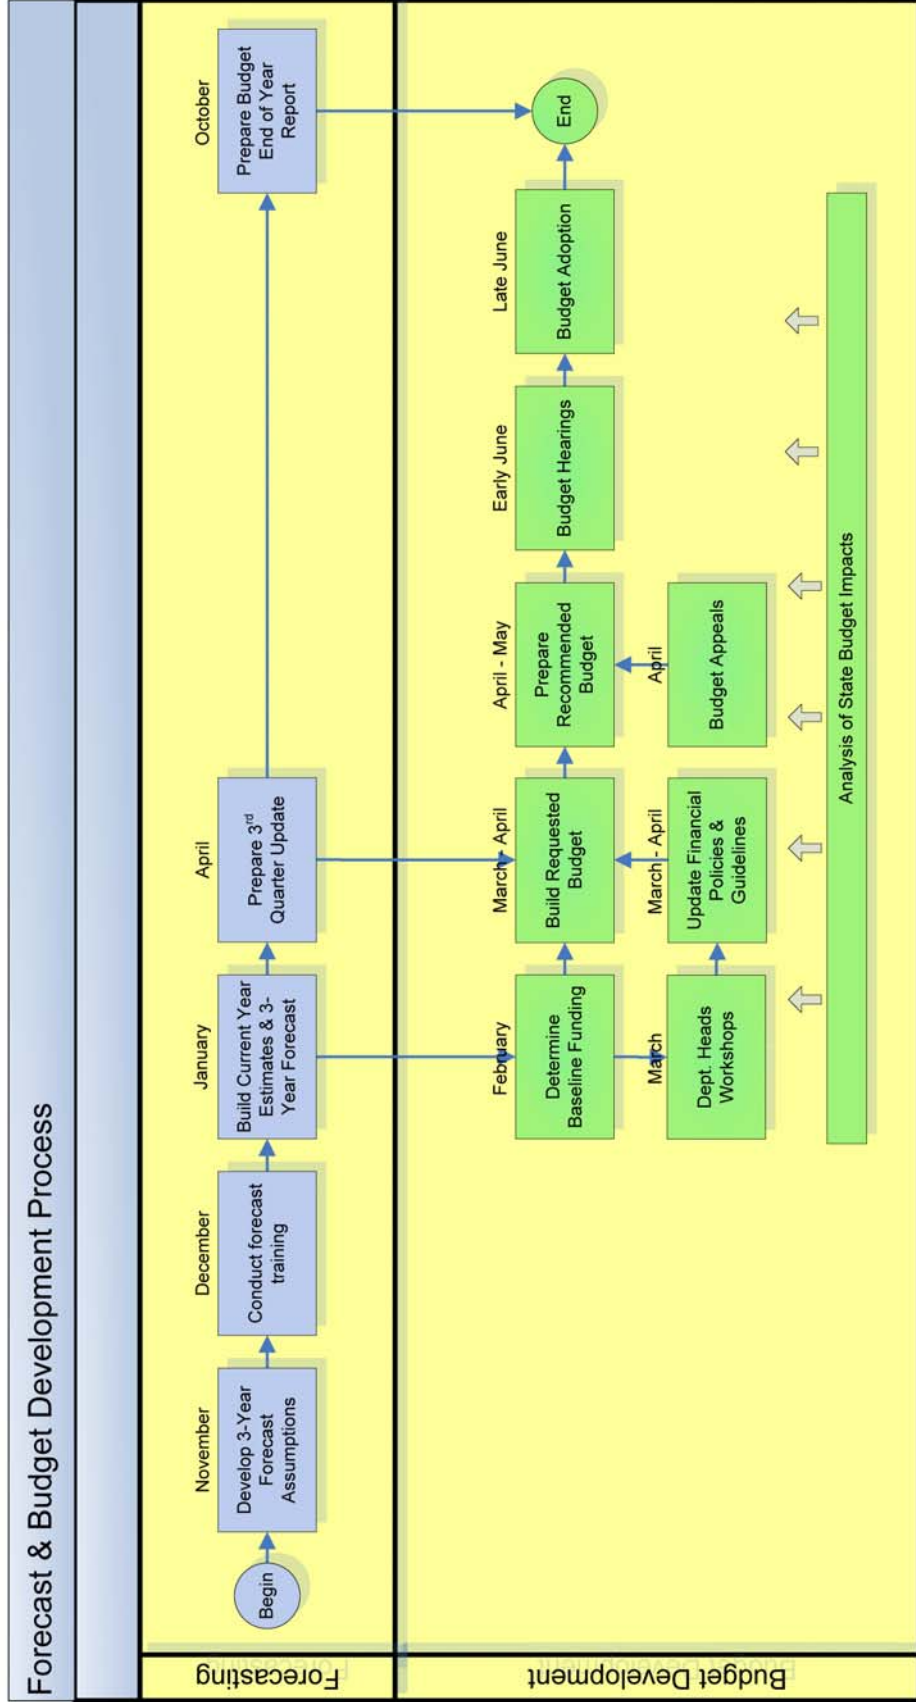 Forecast & Budget Development Process
Forecasting
Begin
November
Develop 3-Year
Forecast
Assumptions
December
Conduct forecast
training
January
Build Current Year
Estimates & 3-
Year Forecast
April
Prepare 3rd
Quarter Update
October
Prepare Budget
End of Year
Report
Budget Development
February
Determine
Baseline Funding
March - April
Build Requested
Budget
April - May
Prepare
Recommended
Budget
Early June
Budget Hearings
Late June
Budget Adoption
End
March
Dept. Heads
Workshops
March - April
Update Financial
Policies &
Guidelines
April
Budget Appeals
Analysis of State Budget Impacts